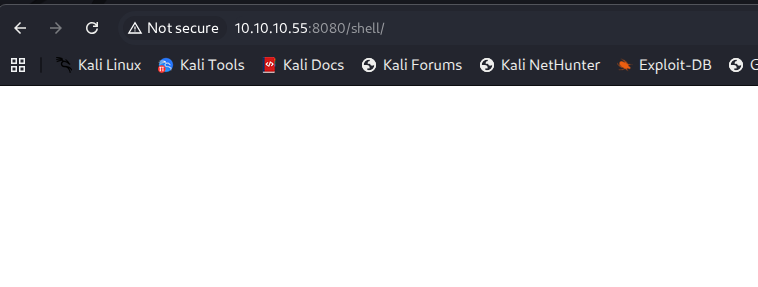 Not secure 10.10.10.55:8080/shell/
Kali Linux Kali Tools Kali Docs Kali Forums Kali NetHunter Exploit-DB G